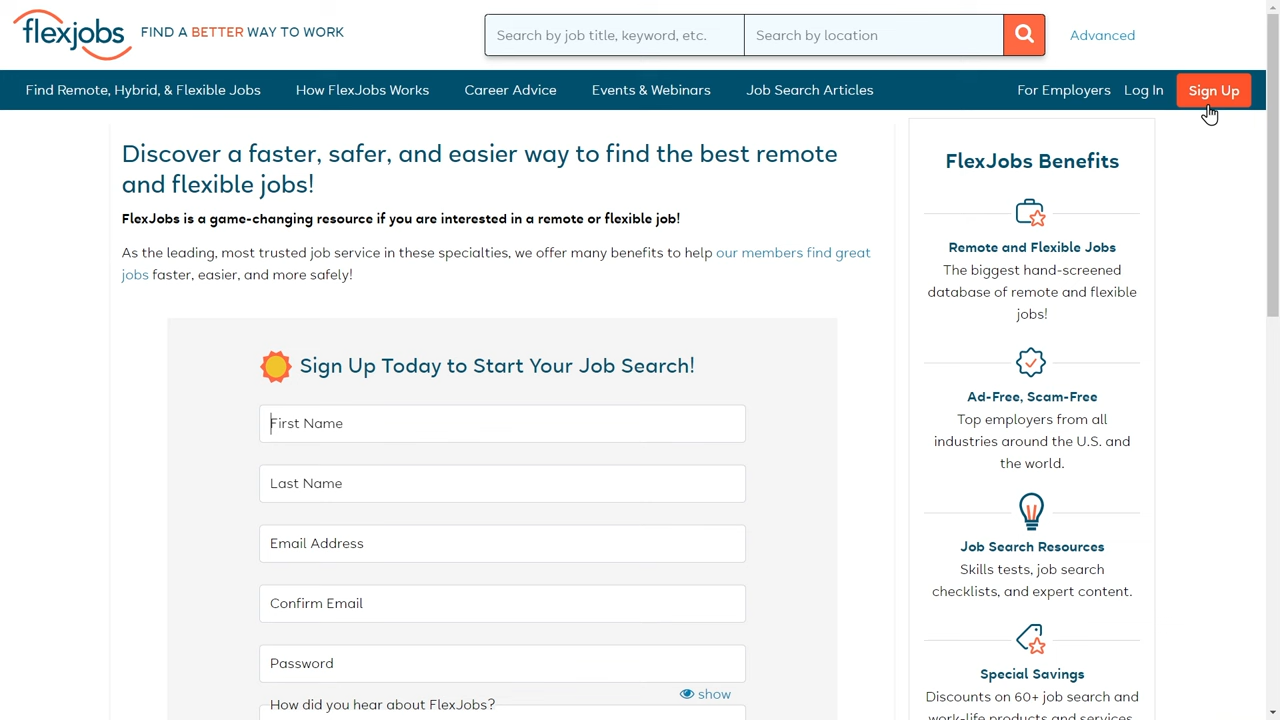 flexjobs FIND A BETTER WAY TO WORK
Search by job title, keyword, etc. Search by location Advanced
Find Remote, Hybrid, & Flexible Jobs How FlexJobs Works Career Advice Events & Webinars Job Search Articles For Employers Log In Sign Up
Discover a faster, safer, and easier way to find the best remote
and flexible jobs!
FlexJobs is a game-changing resource if you are interested in a remote or flexible job!
As the leading, most trusted job service in these specialties, we offer many benefits to help our members find great
jobs faster, easier, and more safely!
Sign Up Today to Start Your Job Search!
First Name
Last Name
Email Address
Confirm Email
Password
show
How did you hear about FlexJobs?
FlexJobs Benefits
Remote and Flexible Jobs
The biggest hand-screened
database of remote and flexible
jobs!
Ad-Free, Scam-Free
Top employers from all
industries around the U.S. and
the world.
Job Search Resources
Skills tests, job search
checklists, and expert content.
Special Savings
Discounts on 60+ job search and
work-life products and services